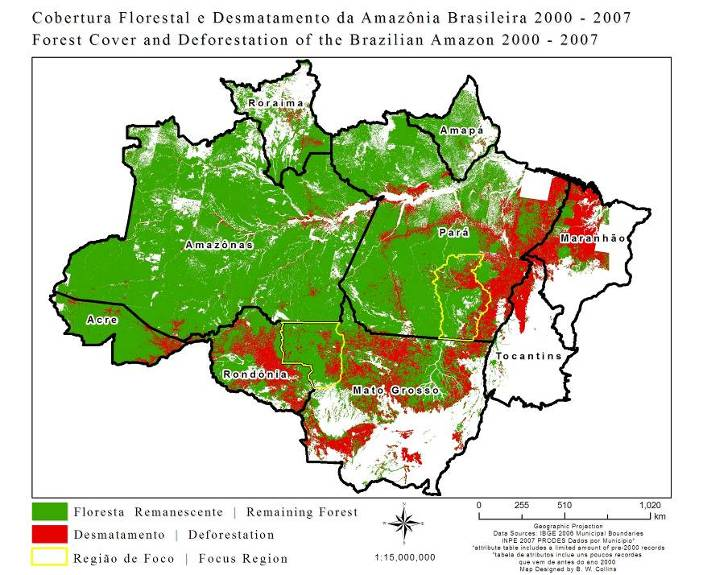 Cobertura Florestal e Desmatamento da Amazônia Brasileira 2000 - 2007
Forest Cover and Deforestation of the Brazilian Amazon 2000 - 2007
Roraima
Amapá
Amazônas
Pará
Maranhão
Acre
Rondônia
Mato Grosso
Tocantins
Floresta Remanescente | Remaining Forest
Desmatamento | Deforestation
Região de Foco | Focus Region
1:15,000,000
0 255 510 1,020
km
Geographic Projection
Data Sources: IBGE 2006 Municipal Boundaries
INPE 2007 PRODES Dados por Município*
*attribute table includes a limited amount of pre-2000 records
*tabela de atributos inclue uns poucos recordes
que vêm de antes do ano 2000
Map Designed by B. W. Collins